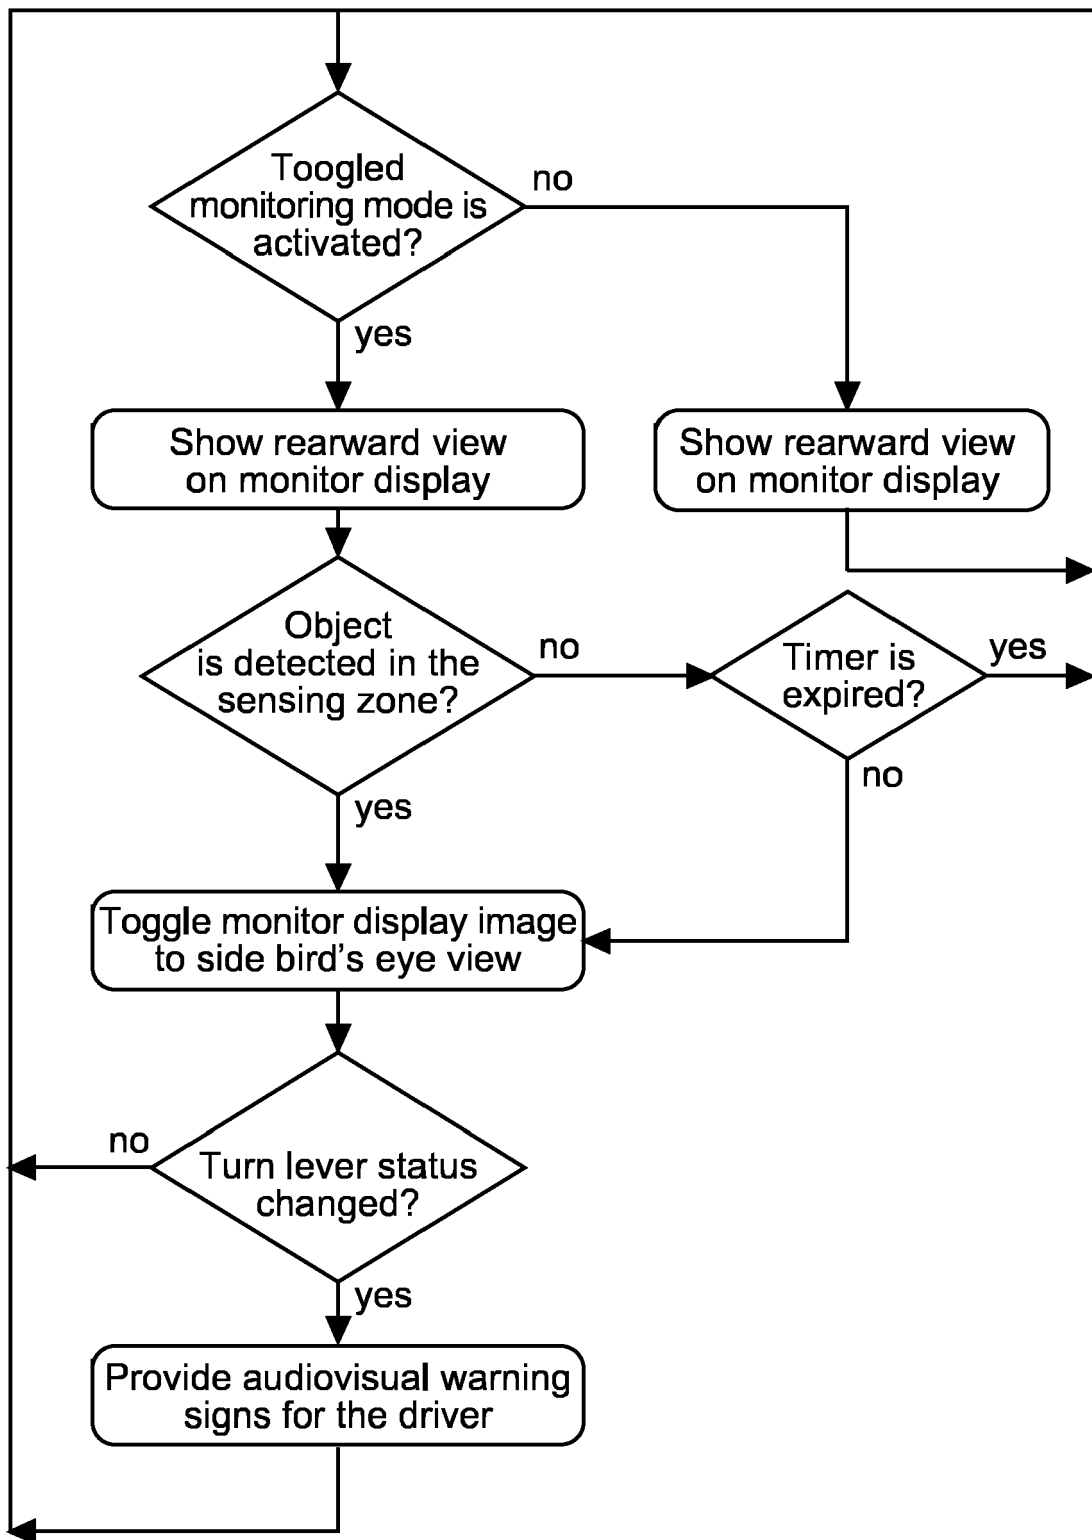 Toogled
monitoring mode is
activated?
no
yes
Show rearward view
on monitor display
Show rearward view
on monitor display
Object
is detected in the
sensing zone?
no
Timer is
expired?
yes
no
yes
Toggle monitor display image
to side bird's eye view
no
Turn lever status
changed?
yes
Provide audiovisual warning
signs for the driver